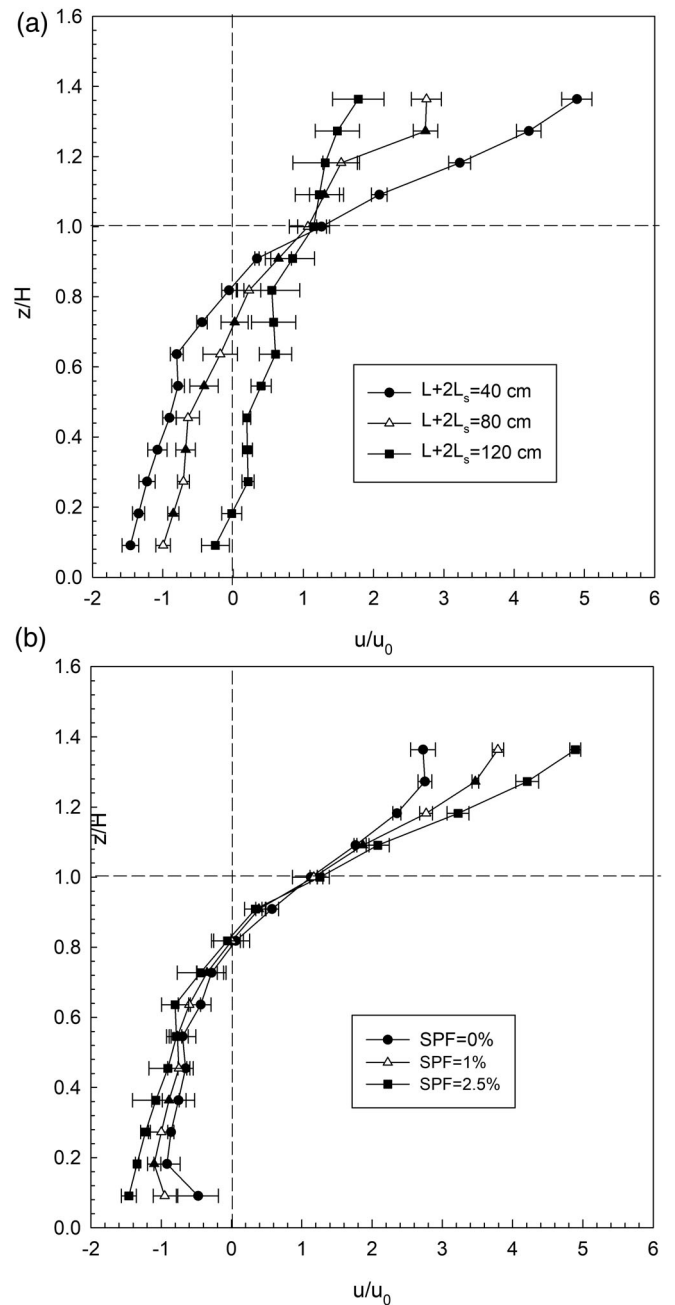 (a)
1.6
1.4
1.2
1.0
0.8
0.6
0.4
0.2
0.0
z/H
L+2Ls=40 cm
L+2Ls=80 cm
L+2Ls=120 cm
-2 -1 0 1 2 3 4 5 6
u/u0
(b)
1.6
1.4
1.2
1.0
0.8
0.6
0.4
0.2
0.0
z/H
SPF=0%
SPF=1%
SPF=2.5%
-2 -1 0 1 2 3 4 5 6
u/u0